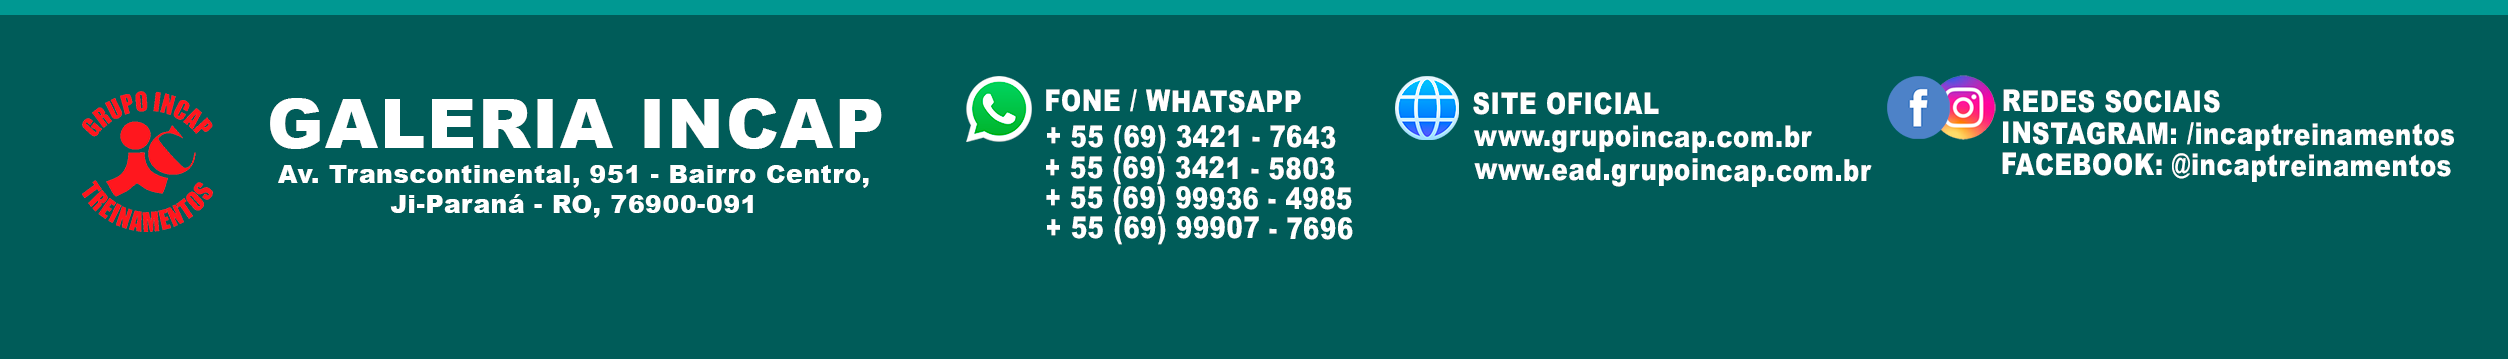 GRUPO INCAP
TREINAMENTOS
GALERIA INCAP
Av. Transcontinental, 951 - Bairro Centro,
Ji-Paraná - RO, 76900-091
FONE / WHATSAPP
+ 55 (69) 3421 - 7643
+ 55 (69) 3421 - 5803
+ 55 (69) 99936 - 4985
+ 55 (69) 99907 - 7696
SITE OFICIAL
www.grupoincap.com.br
www.ead.grupoincap.com.br
REDES SOCIAIS
INSTAGRAM: /incaptreinamentos
FACEBOOK: @incaptreinamentos